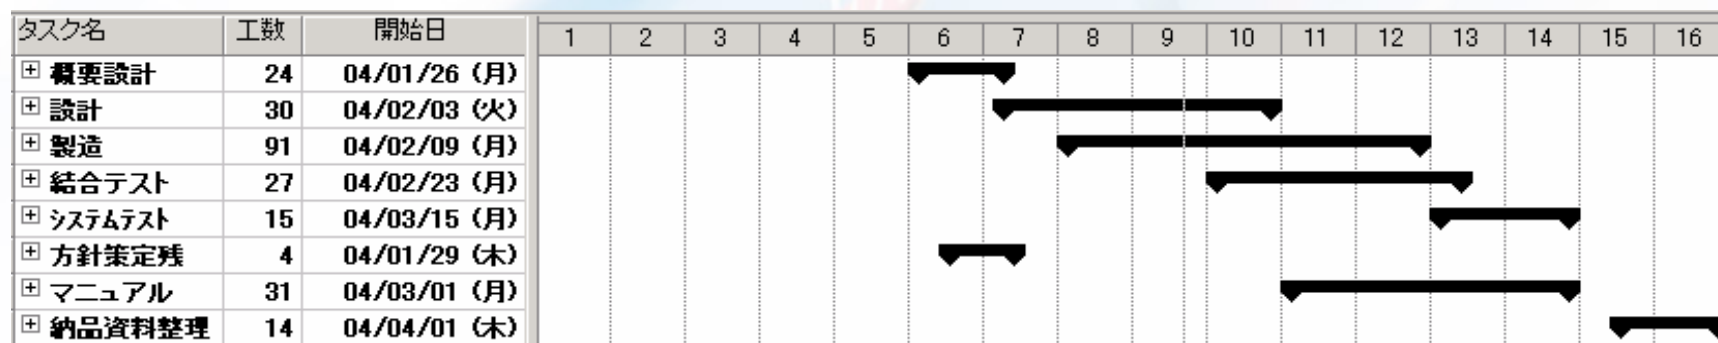 タスク名 工数 開始日 1 2 3 4 5 6 7 8 9 10 11 12 13 14 15 16
概要設計 24 04/01/26 (月)
設計 30 04/02/03 (火)
製造 91 04/02/09 (月)
結合テスト 27 04/02/23 (月)
システムテスト 15 04/03/15 (月)
方針策定残 4 04/01/29 (木)
マニュアル 31 04/03/01 (月)
納品資料整理 14 04/04/01 (木)